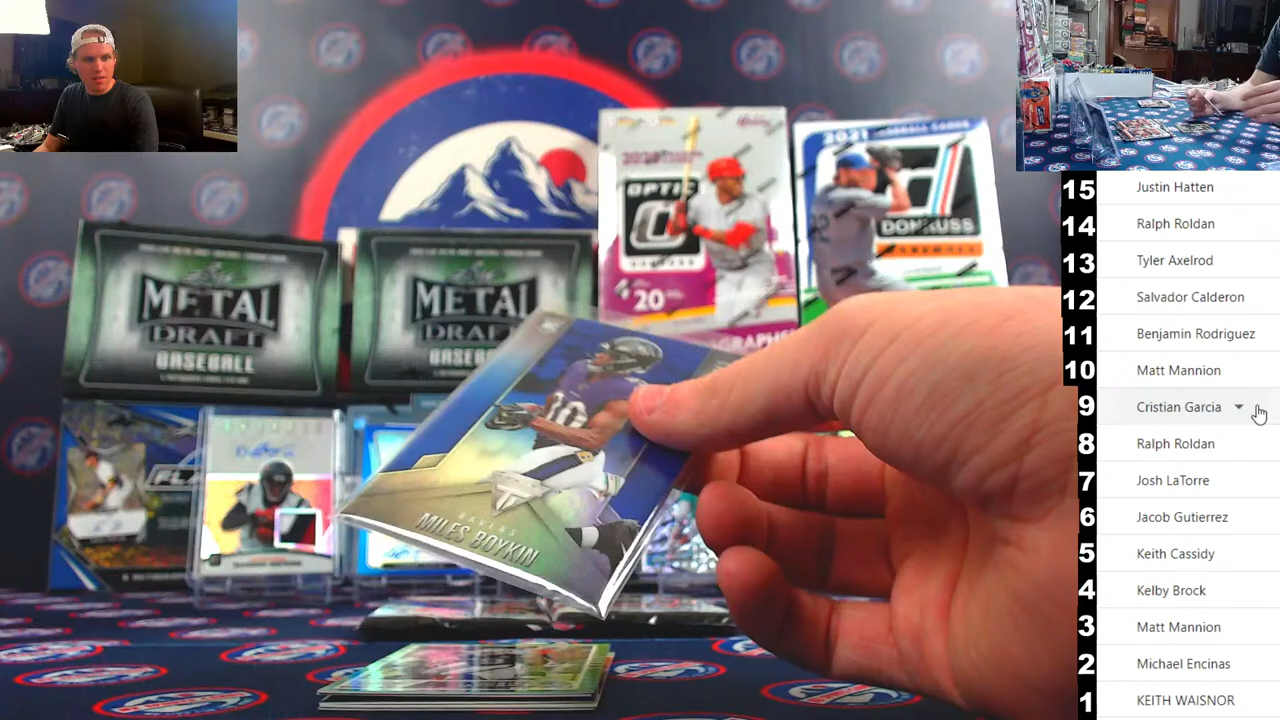 OPTIC
20
2021
DONRUSS
METAL
DRAFT
BASEBALL
METAL
DRAFT
BASEBALL
RAVENS
MILES BOYKIN
15 Justin Hatten
14 Ralph Roldan
13 Tyler Axelrod
12 Salvador Calderon
11 Benjamin Rodriguez
10 Matt Mannion
9 Cristian Garcia
8 Ralph Roldan
7 Josh LaTorre
6 Jacob Gutierrez
5 Keith Cassidy
4 Kelby Brock
3 Matt Mannion
2 Michael Encinas
1 KEITH WAISNOR